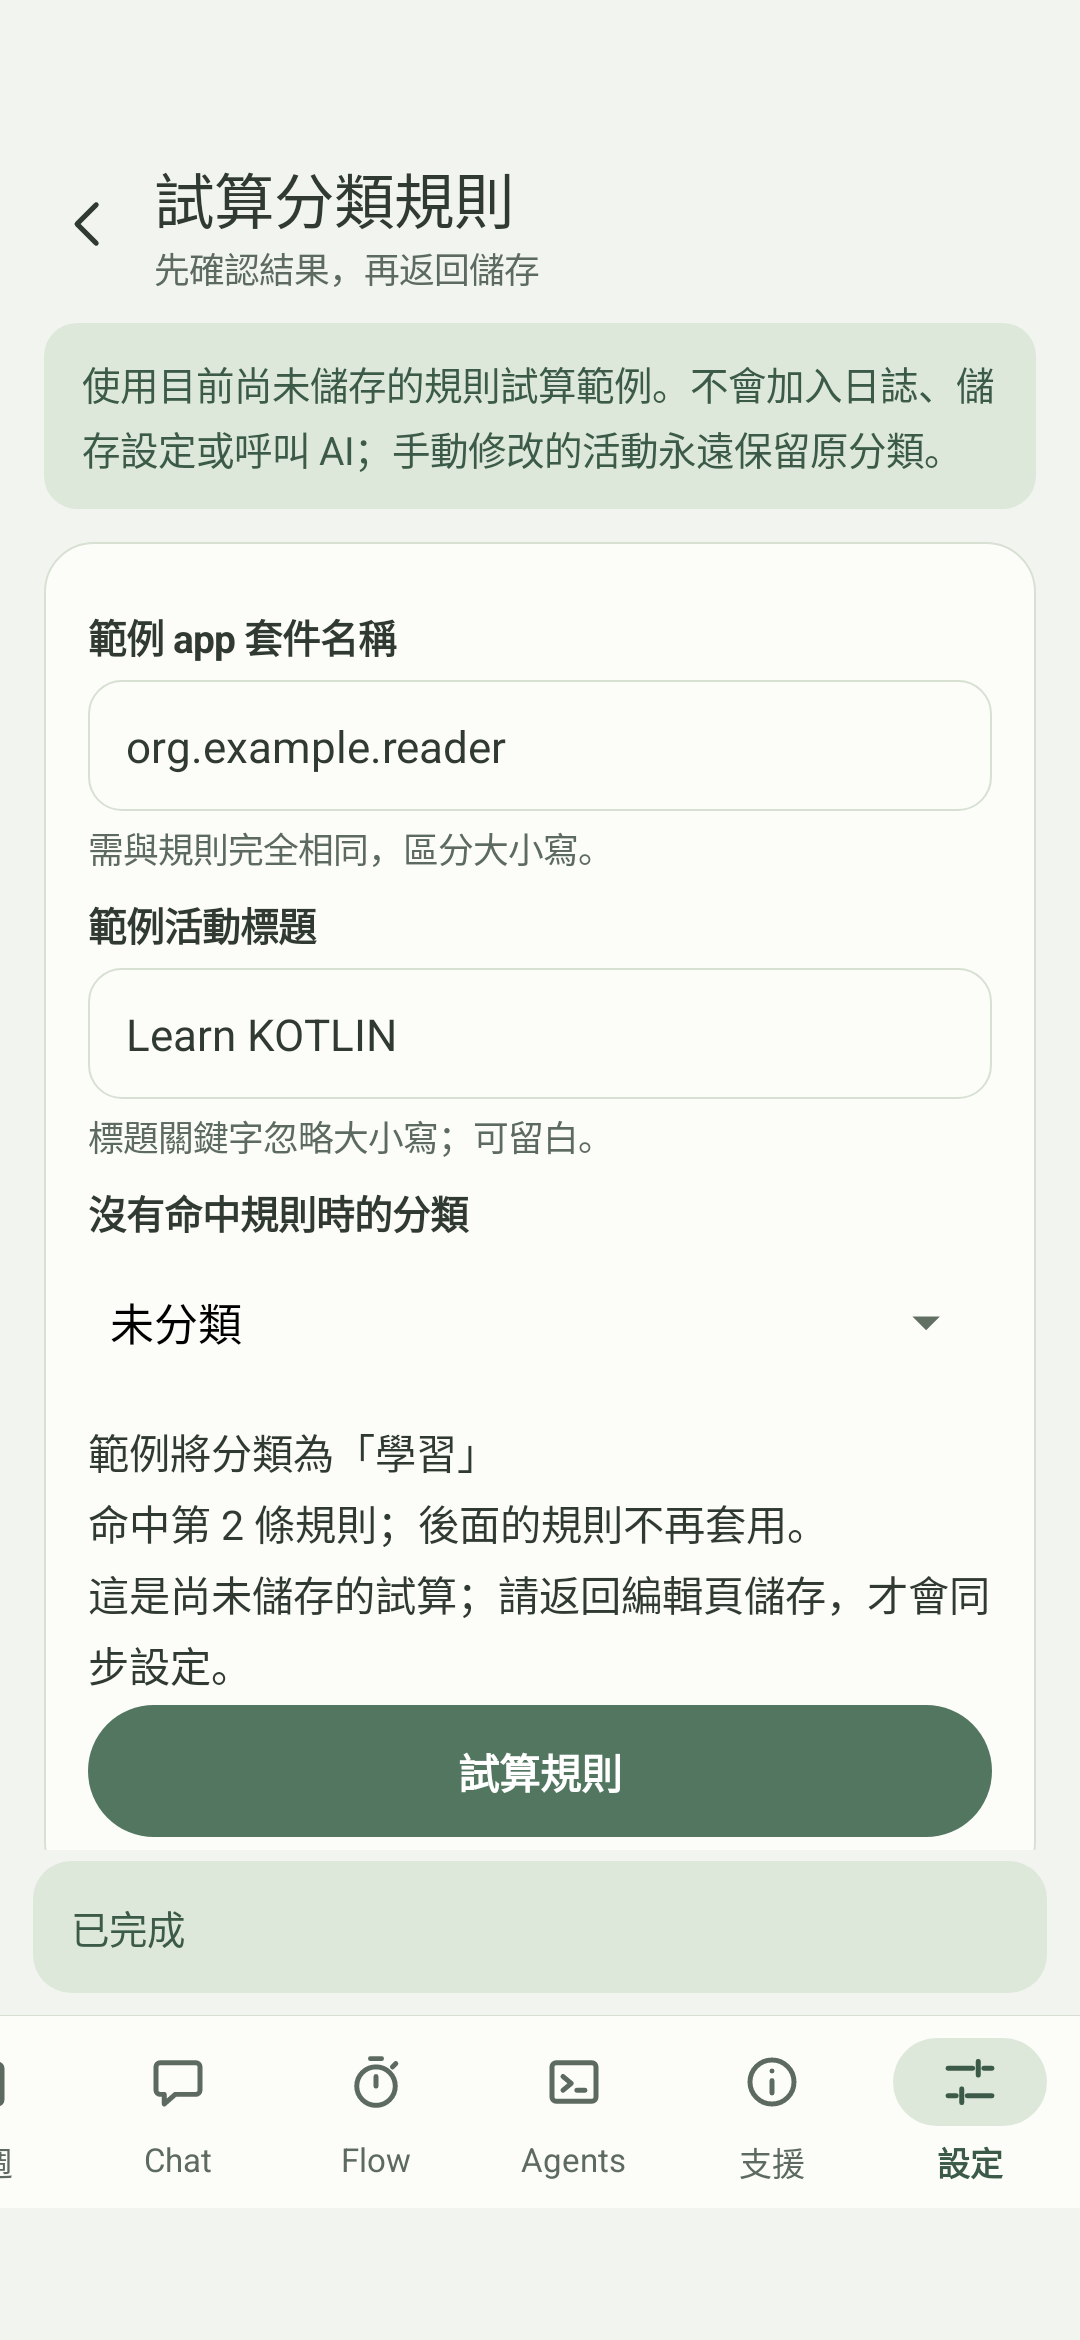 試算分類規則
先確認結果，再返回儲存
使用目前尚未儲存的規則試算範例。不會加入日誌、儲
存設定或呼叫 AI；手動修改的活動永遠保留原分類。
範例 app 套件名稱
org.example.reader
需與規則完全相同，區分大小寫。
範例活動標題
Learn KOTLIN
標題關鍵字忽略大小寫；可留白。
沒有命中規則時的分類
未分類
範例將分類為「學習」
命中第 2 條規則；後面的規則不再套用。
這是尚未儲存的試算；請返回編輯頁儲存，才會同
步設定。
試算規則
已完成
Chat
Flow
Agents
支援
設定